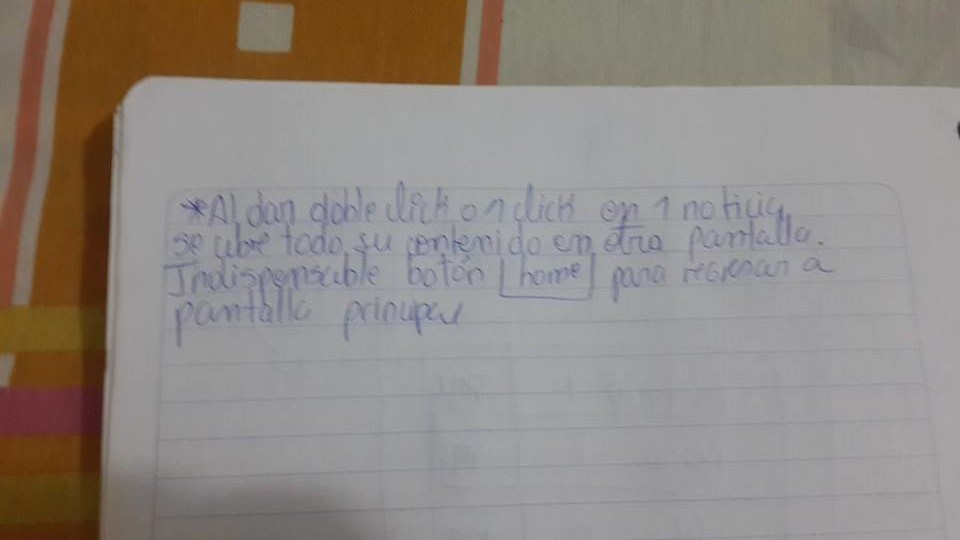 *Al dar doble click o 1 click en 1 noticia
se abre todo su contenido en otra pantalla.
Indispensable botón home para regresar a
pantalla principal